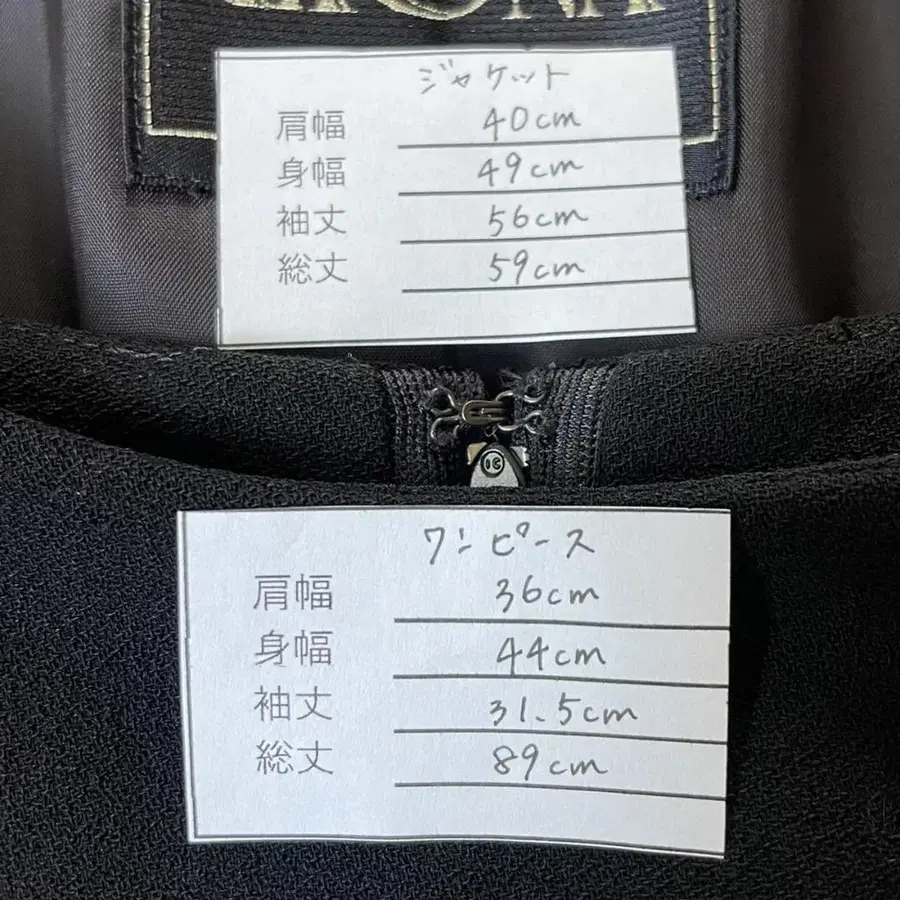 ジャケット
肩幅 40cm
身幅 49cm
袖丈 56cm
総丈 59cm
ワンピース
肩幅 36cm
身幅 44cm
袖丈 31.5cm
総丈 89cm